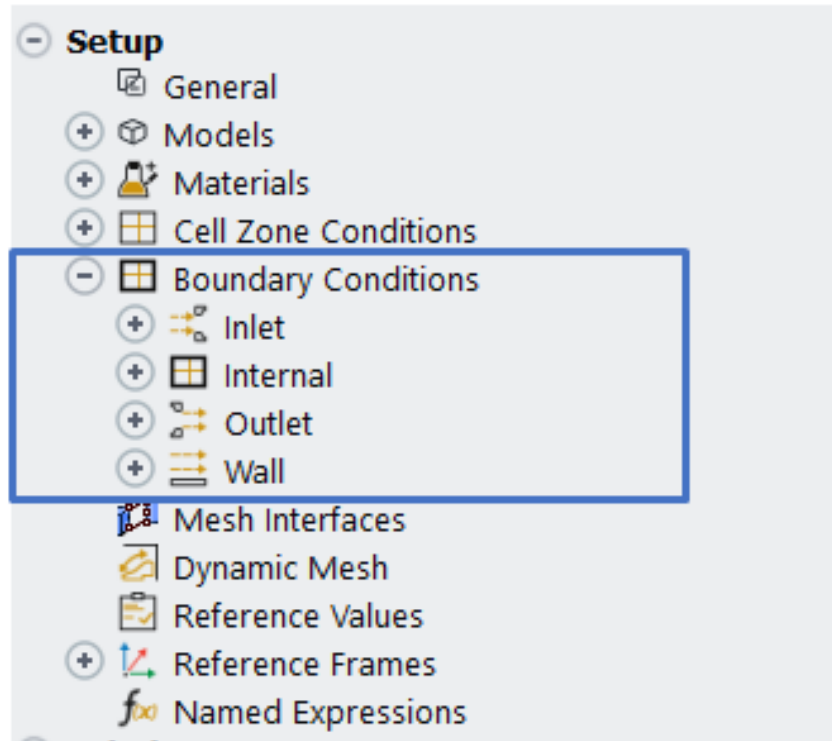 Setup
General
Models
Materials
Cell Zone Conditions
Boundary Conditions
Inlet
Internal
Outlet
Wall
Mesh Interfaces
Dynamic Mesh
Reference Values
Reference Frames
Named Expressions